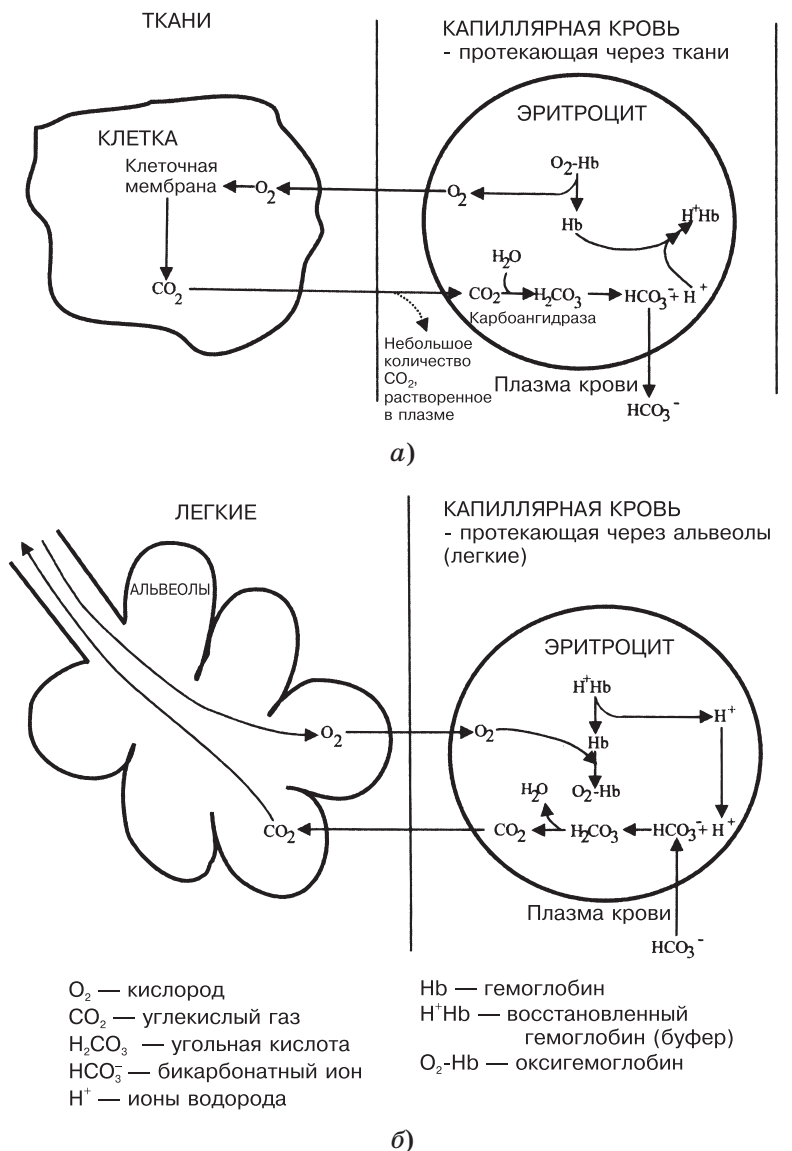 ТКАНИ
КАПИЛЛЯРНАЯ КРОВЬ
- протекающая через ткани
КЛЕТКА
Клеточная
мембрана
O₂
O₂
ЭРИТРОЦИТ
O₂-Hb
Hb
H⁺Hb
H₂O
CO₂
CO₂
H₂CO₃
HCO₃⁻ + H⁺
Карбоангидраза
Небольшое
количество
CO₂,
растворенное
в плазме
Плазма крови
HCO₃⁻
а)
ЛЕГКИЕ
КАПИЛЛЯРНАЯ КРОВЬ
- протекающая через альвеолы
(легкие)
АЛЬВЕОЛЫ
ЭРИТРОЦИТ
H⁺Hb
H⁺
O₂
O₂
Hb
O₂-Hb
H₂O
CO₂
CO₂
H₂CO₃
HCO₃⁻ + H⁺
Плазма крови
HCO₃⁻
O₂ — кислород
CO₂ — углекислый газ
H₂CO₃ — угольная кислота
HCO₃⁻ — бикарбонатный ион
H⁺ — ионы водорода
Hb — гемоглобин
H⁺Hb — восстановленный
гемоглобин (буфер)
O₂-Hb — оксигемоглобин
б)